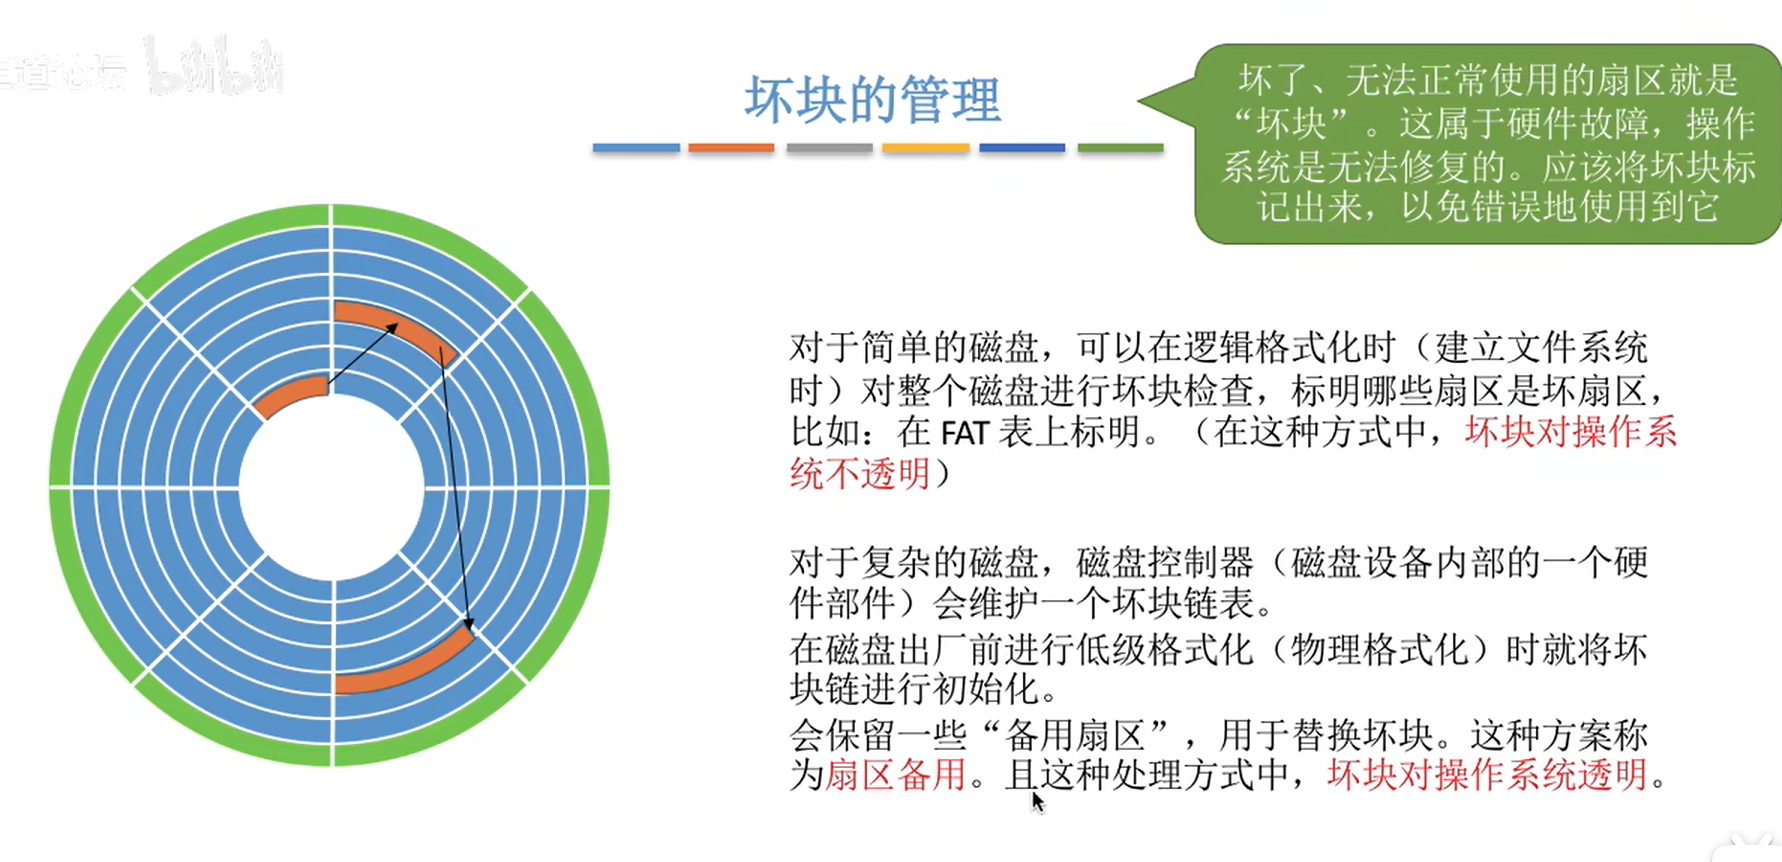 bilibili
坏块的管理
坏了、无法正常使用的扇区就是
“坏块”。这属于硬件故障，操作
系统是无法修复的。应该将坏块标
记出来，以免错误地使用到它
对于简单的磁盘，可以在逻辑格式化时（建立文件系统
时）对整个磁盘进行坏块检查，标明哪些扇区是坏扇区，
比如：在 FAT 表上标明。（在这种方式中，坏块对操作系
统不透明）
对于复杂的磁盘，磁盘控制器（磁盘设备内部的一个硬
件部件）会维护一个坏块链表。
在磁盘出厂前进行低级格式化（物理格式化）时就将坏
块链进行初始化。
会保留一些“备用扇区”，用于替换坏块。这种方案称
为扇区备用。且这种处理方式中，坏块对操作系统透明。